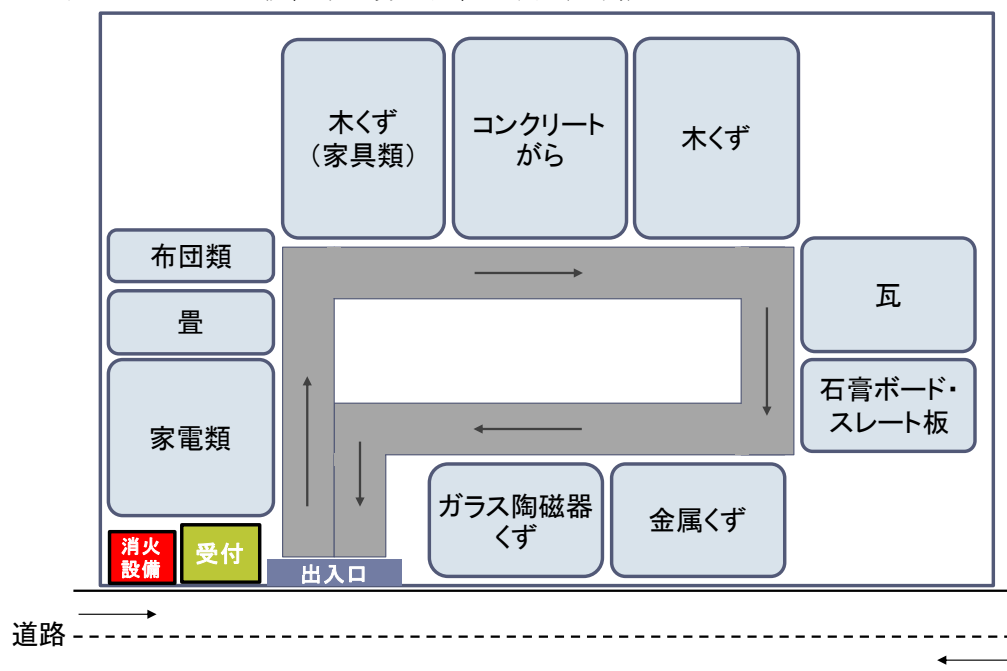 木くず
（家具類）
コンクリート
がら
木くず
布団類
畳
家電類
瓦
石膏ボード・
スレート板
ガラス陶磁器
くず
金属くず
消火
設備
受付
出入口
道路